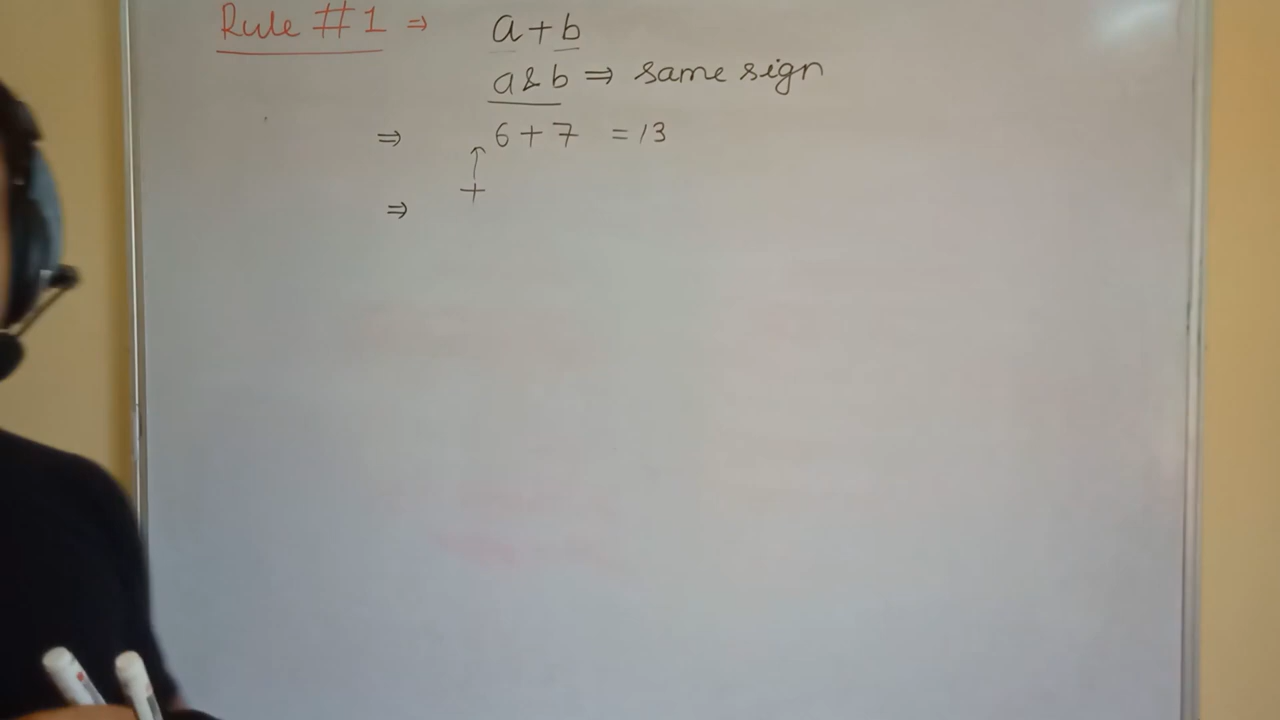 Rule #1 ⇒ a+b
a & b ⇒ same sign
⇒ 6+7 = 13
↑
+
⇒